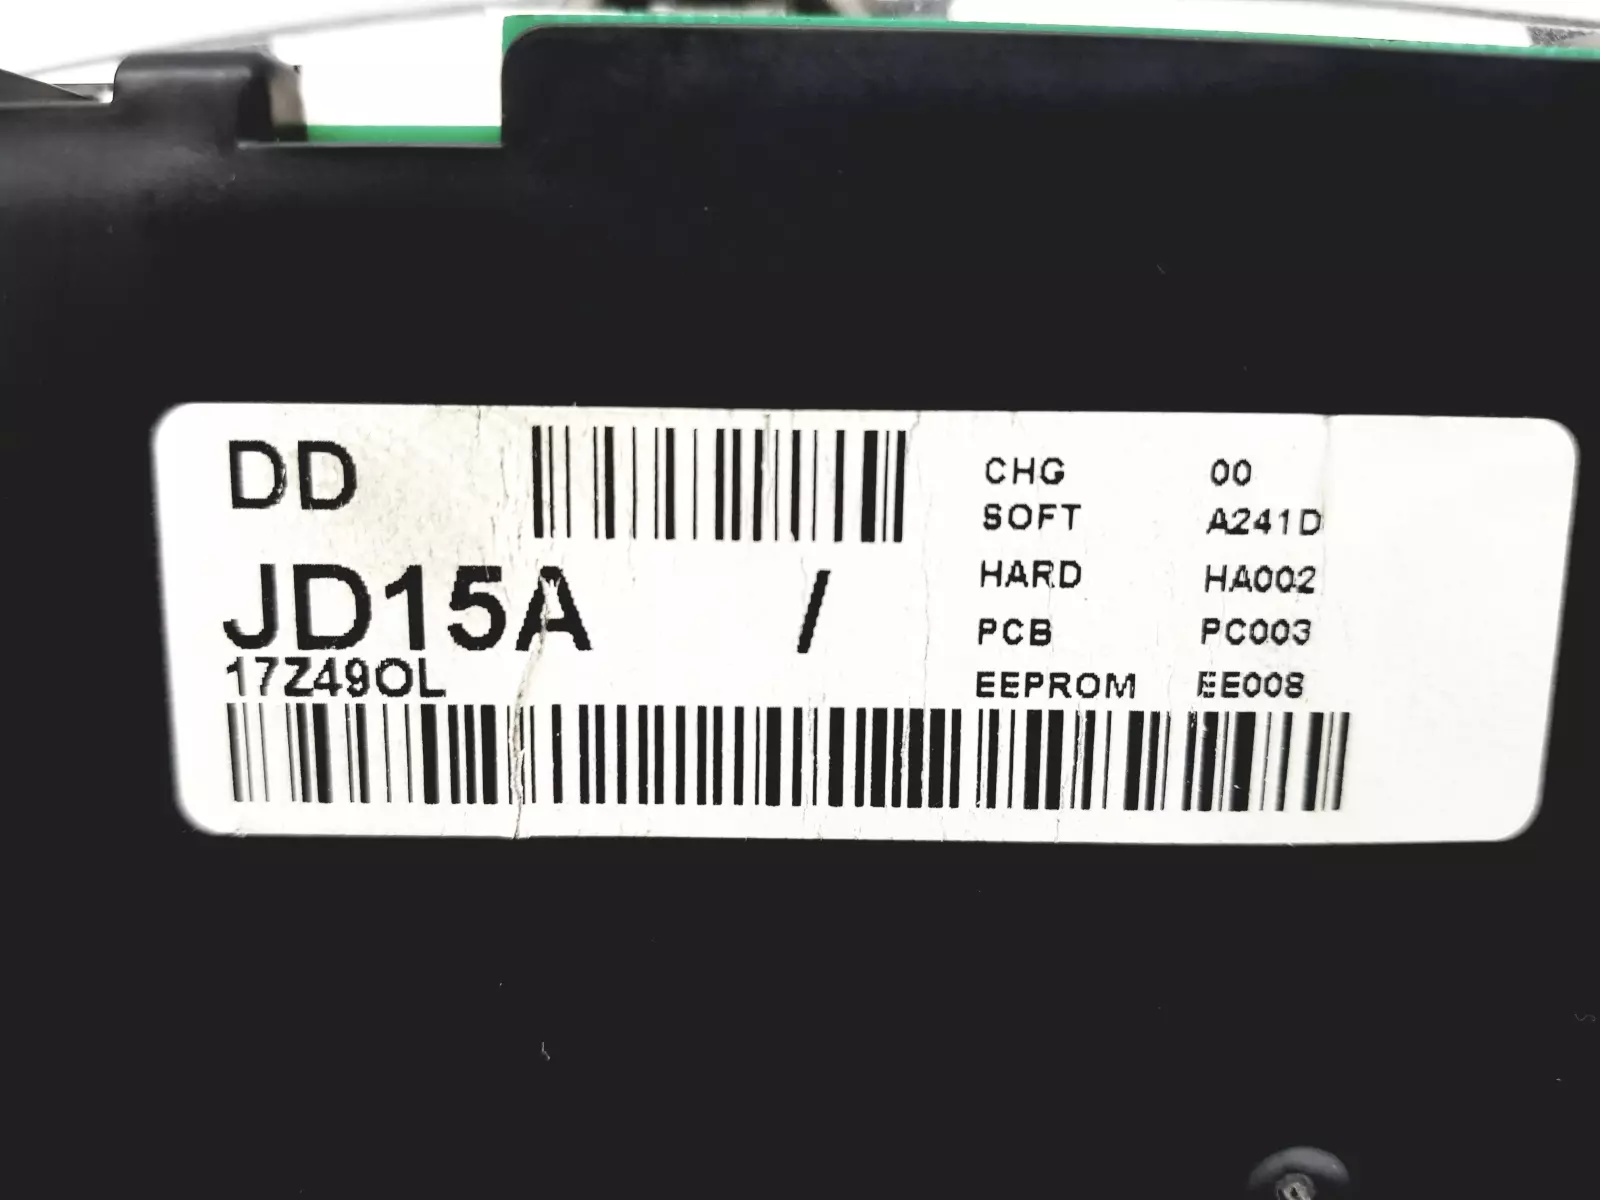 DD
JD15A /
17Z49OL
CHG 00
SOFT A241D
HARD HA002
PCB PC003
EEPROM EE008